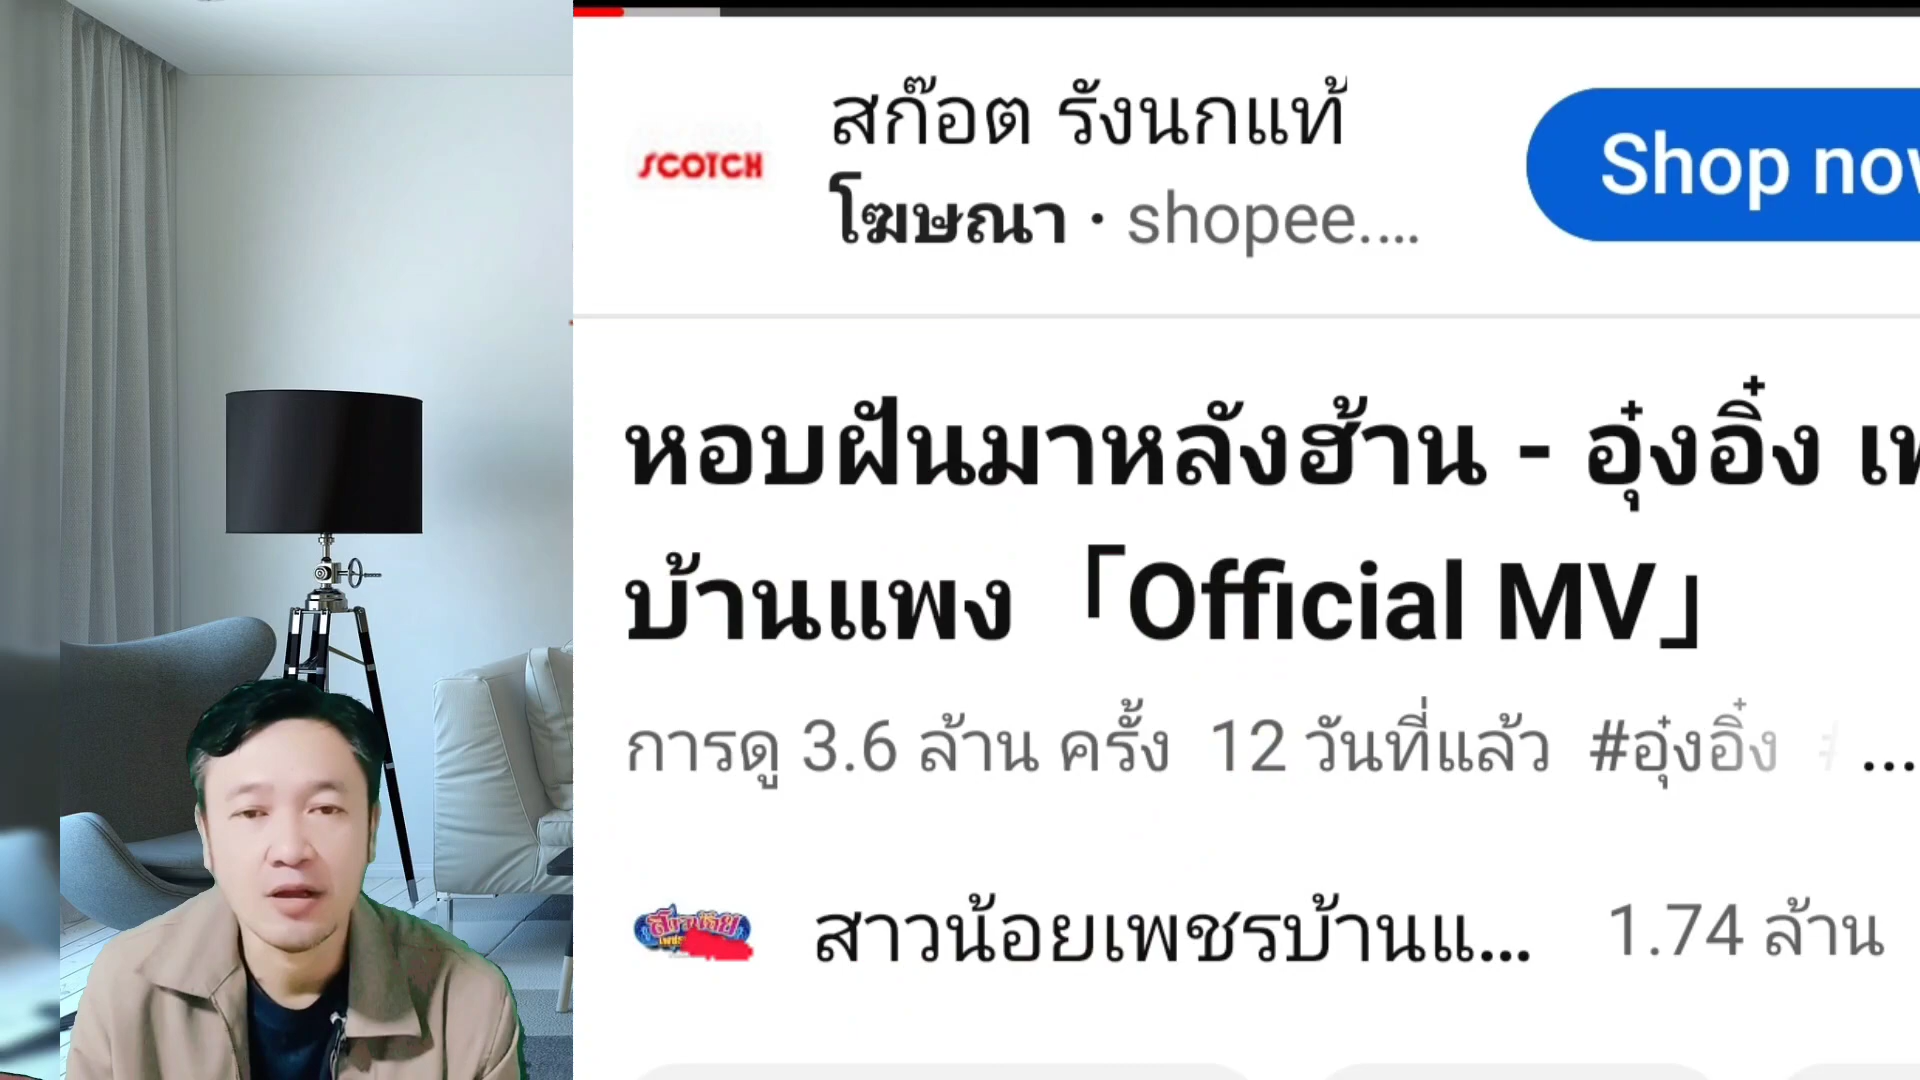 SCOTCH
สก๊อต รังนกแท้
โฆษณา · shopee....
Shop
หอบฝันมาหลังฮ้าน - อุ๋งอิ๋ง
บ้านแพง「Official MV」
การดู 3.6 ล้าน ครั้ง 12 วันที่แล้ว #อุ๋งอิ๋ง # ...
สาวน้อยเพชรบ้านแ... 1.74 ล้าน